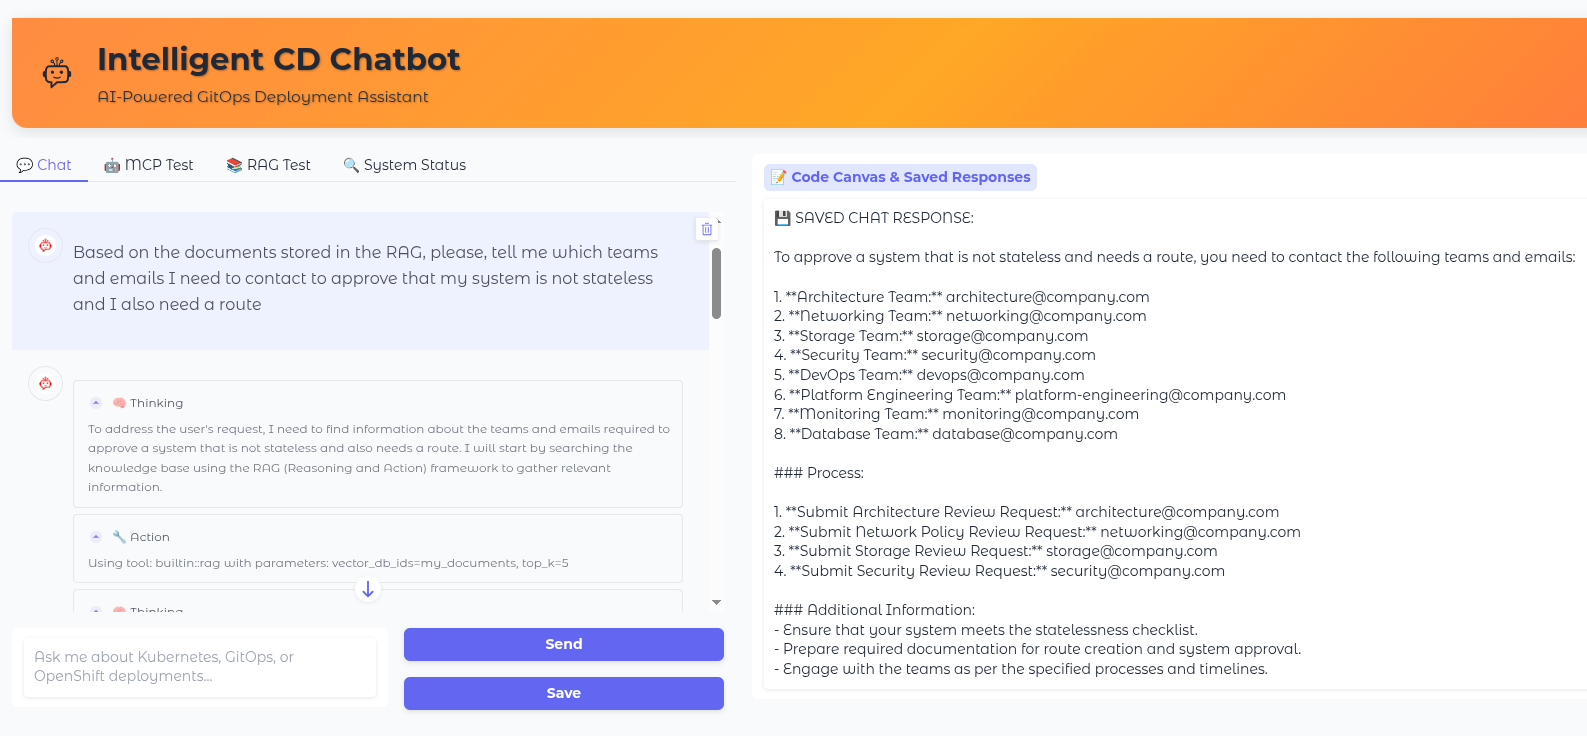 Intelligent CD Chatbot
AI-Powered GitOps Deployment Assistant
💬 Chat
🤖 MCP Test
📚 RAG Test
🔍 System Status
Based on the documents stored in the RAG, please, tell me which teams
and emails I need to contact to approve that my system is not stateless
and I also need a route
🧠 Thinking
To address the user's request, I need to find information about the teams and emails required to
approve a system that is not stateless and also needs a route. I will start by searching the
knowledge base using the RAG (Reasoning and Action) framework to gather relevant
information.
🔧 Action
Using tool: builtin::rag with parameters: vector_db_ids=my_documents, top_k=5
🧠 Thinking
Ask me about Kubernetes, GitOps, or
OpenShift deployments...
Send
Save
📝 Code Canvas & Saved Responses
💾 SAVED CHAT RESPONSE:
To approve a system that is not stateless and needs a route, you need to contact the following teams and emails:
1. **Architecture Team:** architecture@company.com
2. **Networking Team:** networking@company.com
3. **Storage Team:** storage@company.com
4. **Security Team:** security@company.com
5. **DevOps Team:** devops@company.com
6. **Platform Engineering Team:** platform-engineering@company.com
7. **Monitoring Team:** monitoring@company.com
8. **Database Team:** database@company.com
### Process:
1. **Submit Architecture Review Request:** architecture@company.com
2. **Submit Network Policy Review Request:** networking@company.com
3. **Submit Storage Review Request:** storage@company.com
4. **Submit Security Review Request:** security@company.com
### Additional Information:
- Ensure that your system meets the statelessness checklist.
- Prepare required documentation for route creation and system approval.
- Engage with the teams as per the specified processes and timelines.